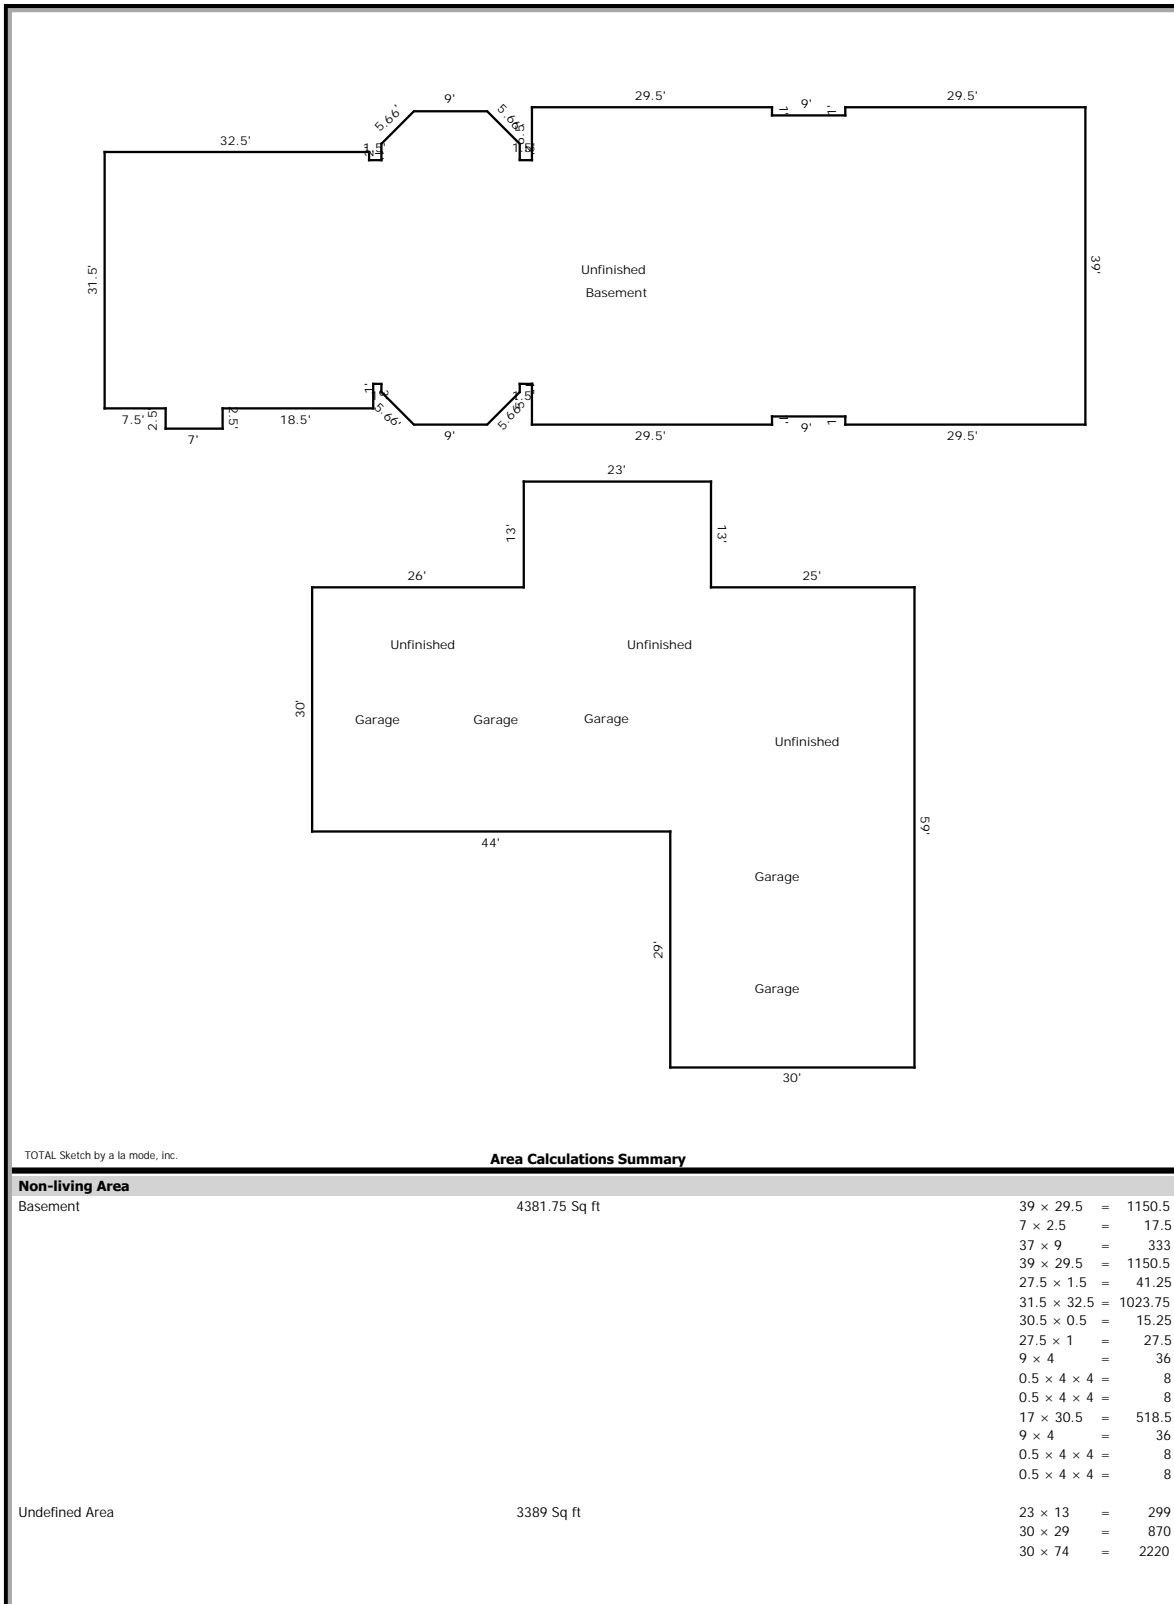 29.5' 9' 29.5'
9'
5.66' 5.66'
1' 1'
32.5'
1.5'
31.5'
Unfinished
Basement
39'
1' 1.5'
7.5' 2.5' 2.5' 18.5' 5.66' 5.66'
7' 9' 29.5' 1' 9' 1' 29.5'
23'
13' 13'
26' 25'
Unfinished Unfinished
30' Garage Garage Garage
Unfinished
59'
44'
Garage
29'
Garage
30'
TOTAL Sketch by a la mode, inc. Area Calculations Summary
Non-living Area
Basement 4381.75 Sq ft 39 × 29.5 = 1150.5
7 × 2.5 = 17.5
37 × 9 = 333
39 × 29.5 = 1150.5
27.5 × 1.5 = 41.25
31.5 × 32.5 = 1023.75
30.5 × 0.5 = 15.25
27.5 × 1 = 27.5
9 × 4 = 36
0.5 × 4 × 4 = 8
0.5 × 4 × 4 = 8
17 × 30.5 = 518.5
9 × 4 = 36
0.5 × 4 × 4 = 8
0.5 × 4 × 4 = 8
Undefined Area 3389 Sq ft 23 × 13 = 299
30 × 29 = 870
30 × 74 = 2220